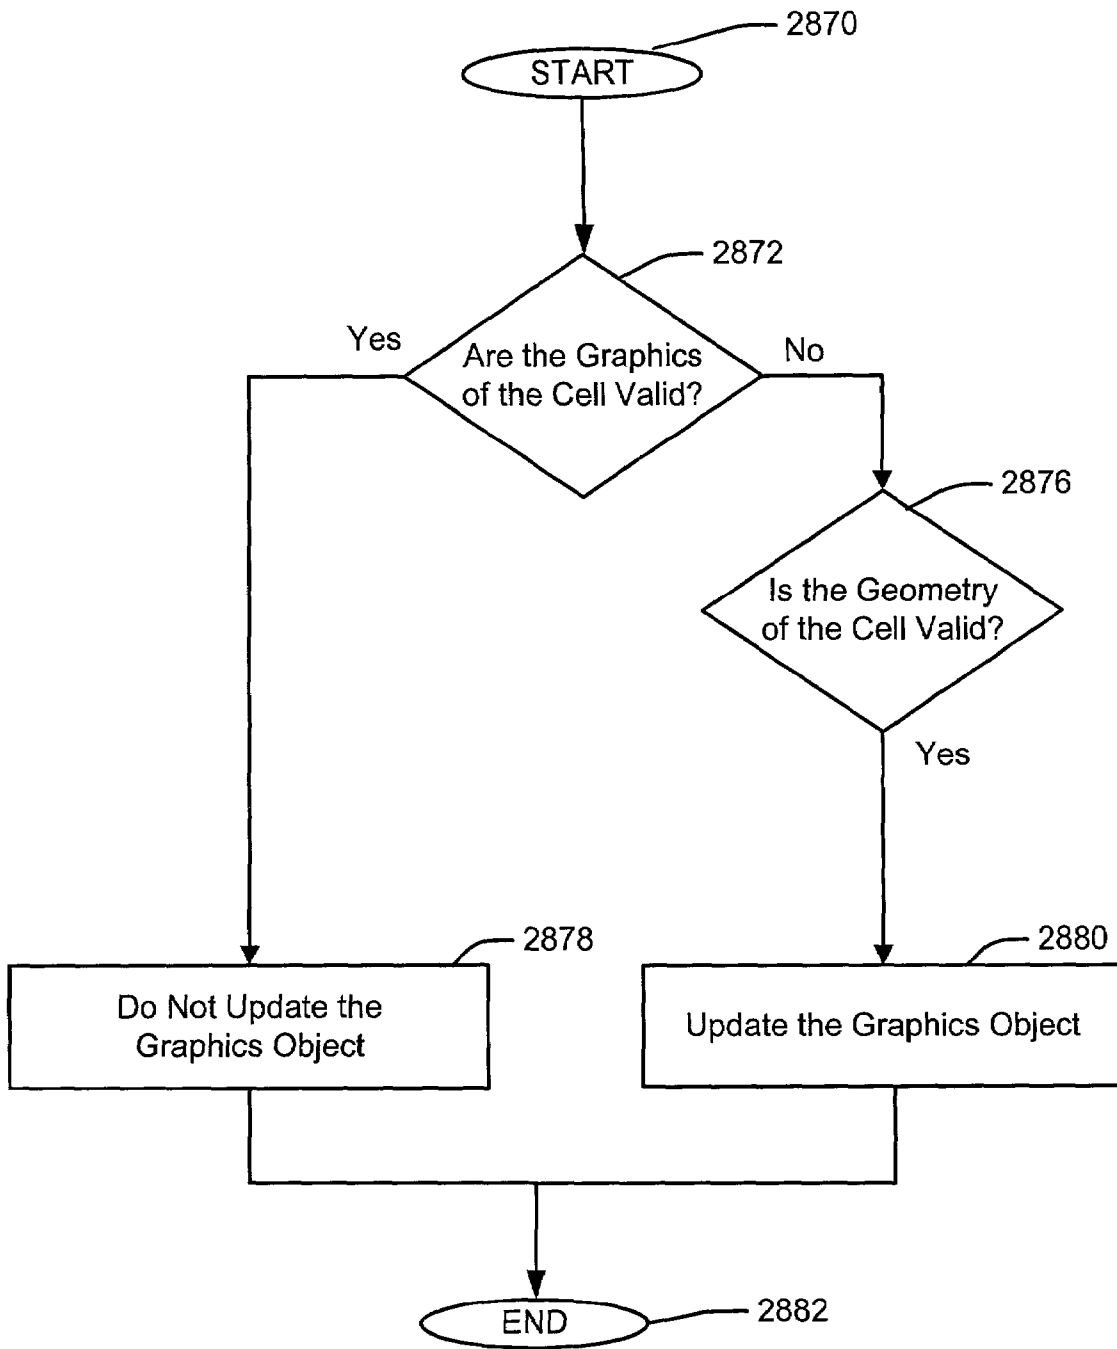 2870
START
2872
Yes
Are the Graphics
of the Cell Valid?
No
2876
Is the Geometry
of the Cell Valid?
Yes
2878
Do Not Update the
Graphics Object
2880
Update the Graphics Object
END
2882